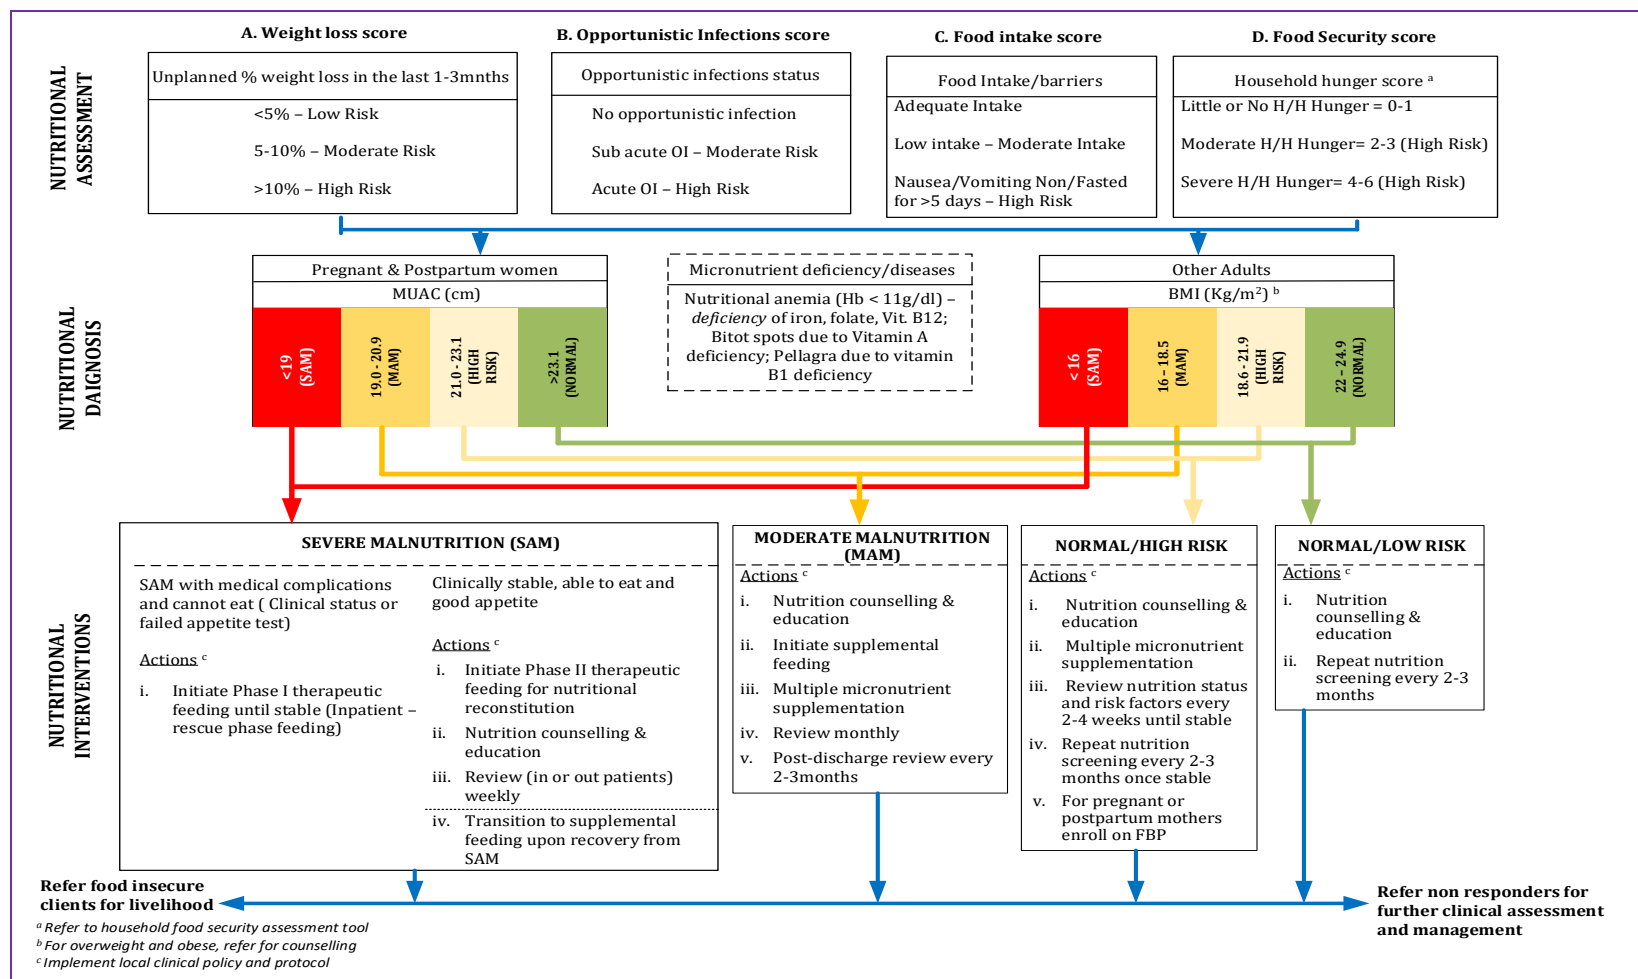 NUTRITIONAL
ASSESSMENT
A. Weight loss score
Unplanned % weight loss in the last 1-3mnths
<5% – Low Risk
5-10% – Moderate Risk
>10% – High Risk
B. Opportunistic Infections score
Opportunistic infections status
No opportunistic infection
Sub acute OI – Moderate Risk
Acute OI – High Risk
C. Food intake score
Food Intake/barriers
Adequate Intake
Low intake – Moderate Intake
Nausea/Vomiting Non/Fasted
for >5 days – High Risk
D. Food Security score
Household hunger score ᵃ
Little or No H/H Hunger = 0-1
Moderate H/H Hunger= 2-3 (High Risk)
Severe H/H Hunger= 4-6 (High Risk)
NUTRITIONAL
DAIGNOSIS
Pregnant & Postpartum women
MUAC (cm)
<19
(SAM)
19.0 - 20.9
(MAM)
21.0 - 23.1
(HIGH
RISK)
>23.1
(NORMAL)
Micronutrient deficiency/diseases
Nutritional anemia (Hb < 11g/dl) –
deficiency of iron, folate, Vit. B12;
Bitot spots due to Vitamin A
deficiency; Pellagra due to vitamin
B1 deficiency
Other Adults
BMI (Kg/m²) ᵇ
< 16
(SAM)
16 – 18.5
(MAM)
18.6 - 21.9
(HIGH
RISK)
22 – 24.9
(NORMAL)
NUTRITIONAL
INTERVENTIONS
SEVERE MALNUTRITION (SAM)
SAM with medical complications
and cannot eat ( Clinical status or
failed appetite test)
Actions ᶜ
i. Initiate Phase I therapeutic
feeding until stable (Inpatient –
rescue phase feeding)
Clinically stable, able to eat and
good appetite
Actions ᶜ
i. Initiate Phase II therapeutic
feeding for nutritional
reconstitution
ii. Nutrition counselling &
education
iii. Review (in or out patients)
weekly
iv. Transition to supplemental
feeding upon recovery from
SAM
MODERATE MALNUTRITION
(MAM)
Actions ᶜ
i. Nutrition counselling &
education
ii. Initiate supplemental
feeding
iii. Multiple micronutrient
supplementation
iv. Review monthly
v. Post-discharge review every
2-3months
NORMAL/HIGH RISK
Actions ᶜ
i. Nutrition counselling &
education
ii. Multiple micronutrient
supplementation
iii. Review nutrition status
and risk factors every
2-4 weeks until stable
iv. Repeat nutrition
screening every 2-3
months once stable
v. For pregnant or
postpartum mothers
enroll on FBP
NORMAL/LOW RISK
Actions ᶜ
i. Nutrition
counselling &
education
ii. Repeat nutrition
screening every 2-3
months
Refer food insecure
clients for livelihood
Refer non responders for
further clinical assessment
and management
ᵃ Refer to household food security assessment tool
ᵇ For overweight and obese, refer for counselling
ᶜ Implement local clinical policy and protocol